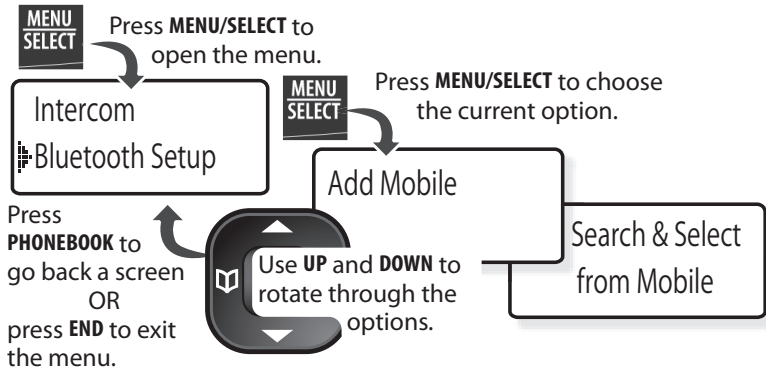 MENU
SELECT
Press MENU/SELECT to
open the menu.
Intercom
Bluetooth Setup
MENU
SELECT
Press MENU/SELECT to choose
the current option.
Add Mobile
Search & Select
from Mobile
Press
PHONEBOOK to
go back a screen
OR
press END to exit
the menu.
Use UP and DOWN to
rotate through the
options.